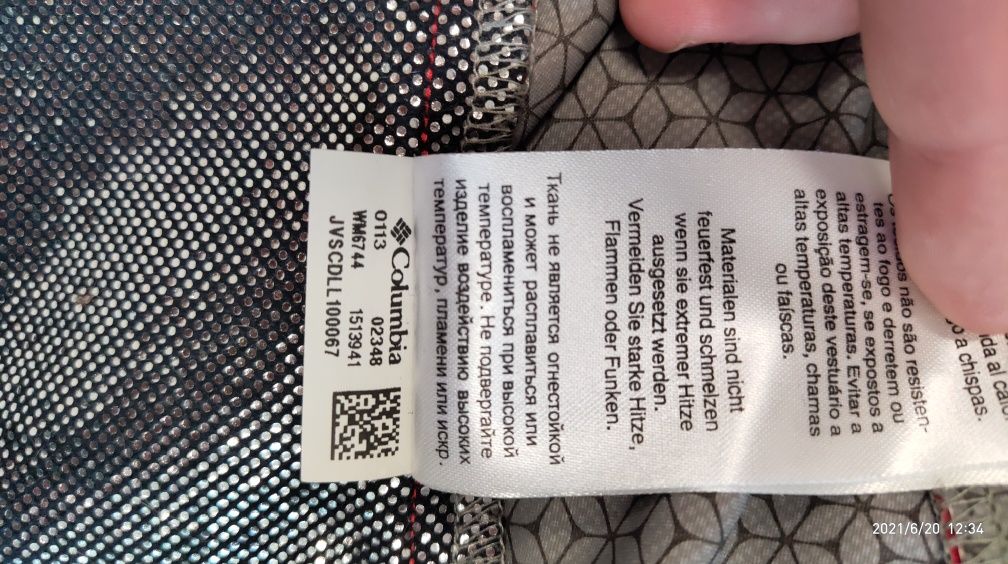 a chispas.
não são resisten-
tes ao fogo e derretem ou
estragem-se, se expostos a
altas temperaturas. Evitar a
exposição deste vestuário a
altas temperaturas, chamas
ou faíscas.
Materialen sind nicht
feuerfest und schmelzen
wenn sie extremer Hitze
ausgesetzt werden.
Vermeiden Sie starke Hitze,
Flammen oder Funken.
Ткань не является огнестойкой
и может расплавиться или
воспламениться при высокой
температуре. Не подвергайте
изделие воздействию высоких
температур, пламени или искр.
Columbia
0113 02348
WM6744 1513941
JVSCDLL100067
2021/6/20 12:34